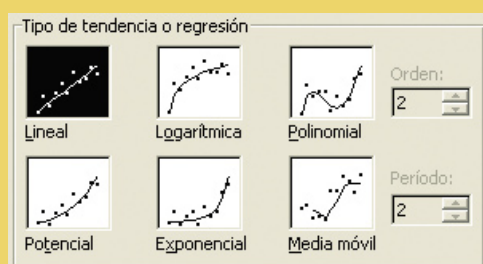 Tipo de tendencia o regresión
Lineal
Logarítmica
Polinomial
Orden:
2
Potencial
Exponencial
Media móvil
Período:
2